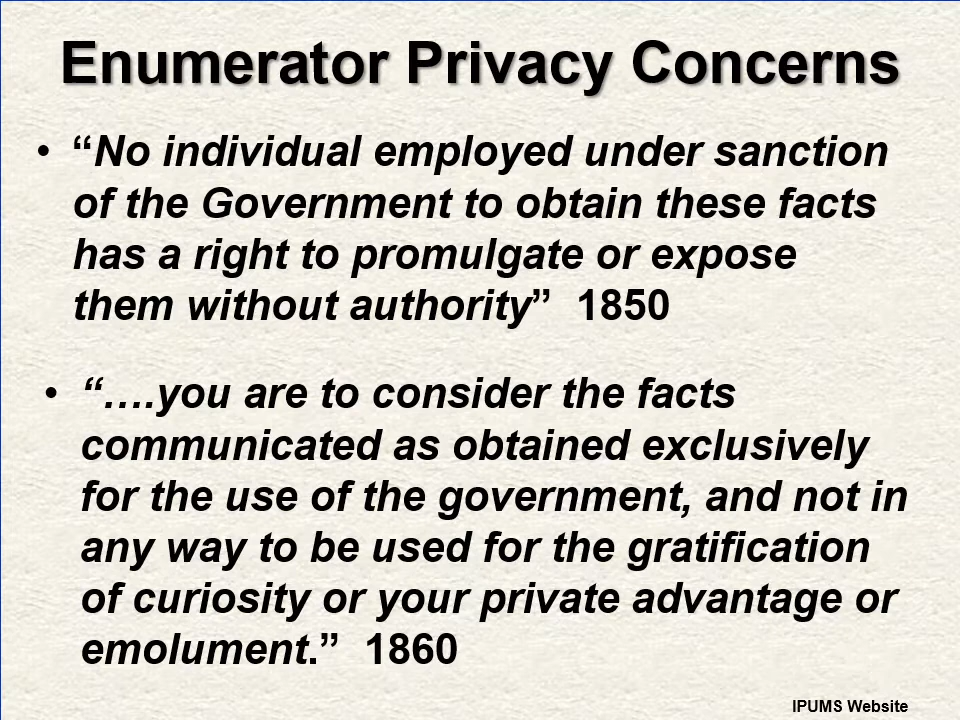 Enumerator Privacy Concerns
• “No individual employed under sanction
of the Government to obtain these facts
has a right to promulgate or expose
them without authority” 1850
• “….you are to consider the facts
communicated as obtained exclusively
for the use of the government, and not in
any way to be used for the gratification
of curiosity or your private advantage or
emolument.” 1860
IPUMS Website